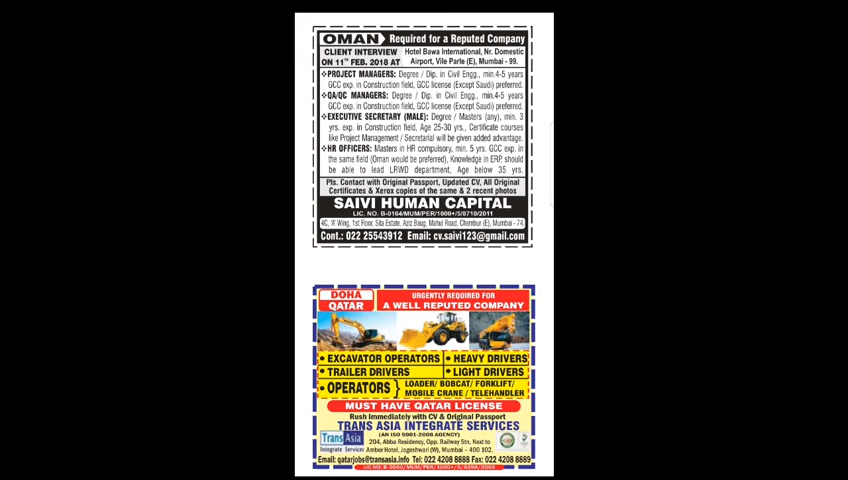 OMAN Required for a Reputed Company
CLIENT INTERVIEW ON 11TH FEB. 2018 AT
Hotel Bawa International, Nr. Domestic
Airport, Vile Parle (E), Mumbai - 99.
❖PROJECT MANAGERS: Degree / Dip. in Civil Engg., min.4-5 years
GCC exp. in Construction field, GCC license (Except Saudi) preferred.
❖QA/QC MANAGERS: Degree / Dip. in Civil Engg., min.4-5 years
GCC exp. in Construction field, GCC license (Except Saudi) preferred.
❖EXECUTIVE SECRETARY (MALE): Degree / Masters (any), min. 3
yrs. exp. in Construction field, Age 25-30 yrs., Certificate courses
like Project Management / Secretarial will be given added advantage.
❖HR OFFICERS: Masters in HR compulsory, min. 5 yrs. GCC exp. in
the same field (Oman would be preferred), Knowledge in ERP, should
be able to lead LRWD department, Age below 35 yrs.
Pls. Contact with Original Passport, Updated CV, All Original
Certificates & Xerox copies of the same & 2 recent photos
SAIVI HUMAN CAPITAL
LIC. NO. B-0164/MUM/PER/1000+/5/8710/2011
4C, 'A' Wing, 1st Floor, Sita Estate, Aziz Baug, Mahul Road, Chembur (E), Mumbai - 74.
Cont.: 022 25543912 Email: cv.saivi123@gmail.com
DOHA QATAR
URGENTLY REQUIRED FOR
A WELL REPUTED COMPANY
• EXCAVATOR OPERATORS • HEAVY DRIVERS
• TRAILER DRIVERS • LIGHT DRIVERS
• OPERATORS } LOADER/ BOBCAT/ FORKLIFT/
MOBILE CRANE / TELEHANDLER
MUST HAVE QATAR LICENSE
Rush Immediately with CV & Original Passport
TRANS ASIA INTEGRATE SERVICES
(AN ISO 9001-2008 AGENCY)
Trans Asia
Integrate Services
204, Abba Residency, Opp. Railway Stn, Next to
Amber Hotel, Jogeshwari (W), Mumbai - 400 102.
Email: qatarjobs@transasia.info Tel: 022 4208 8888 Fax: 022 4208 8889